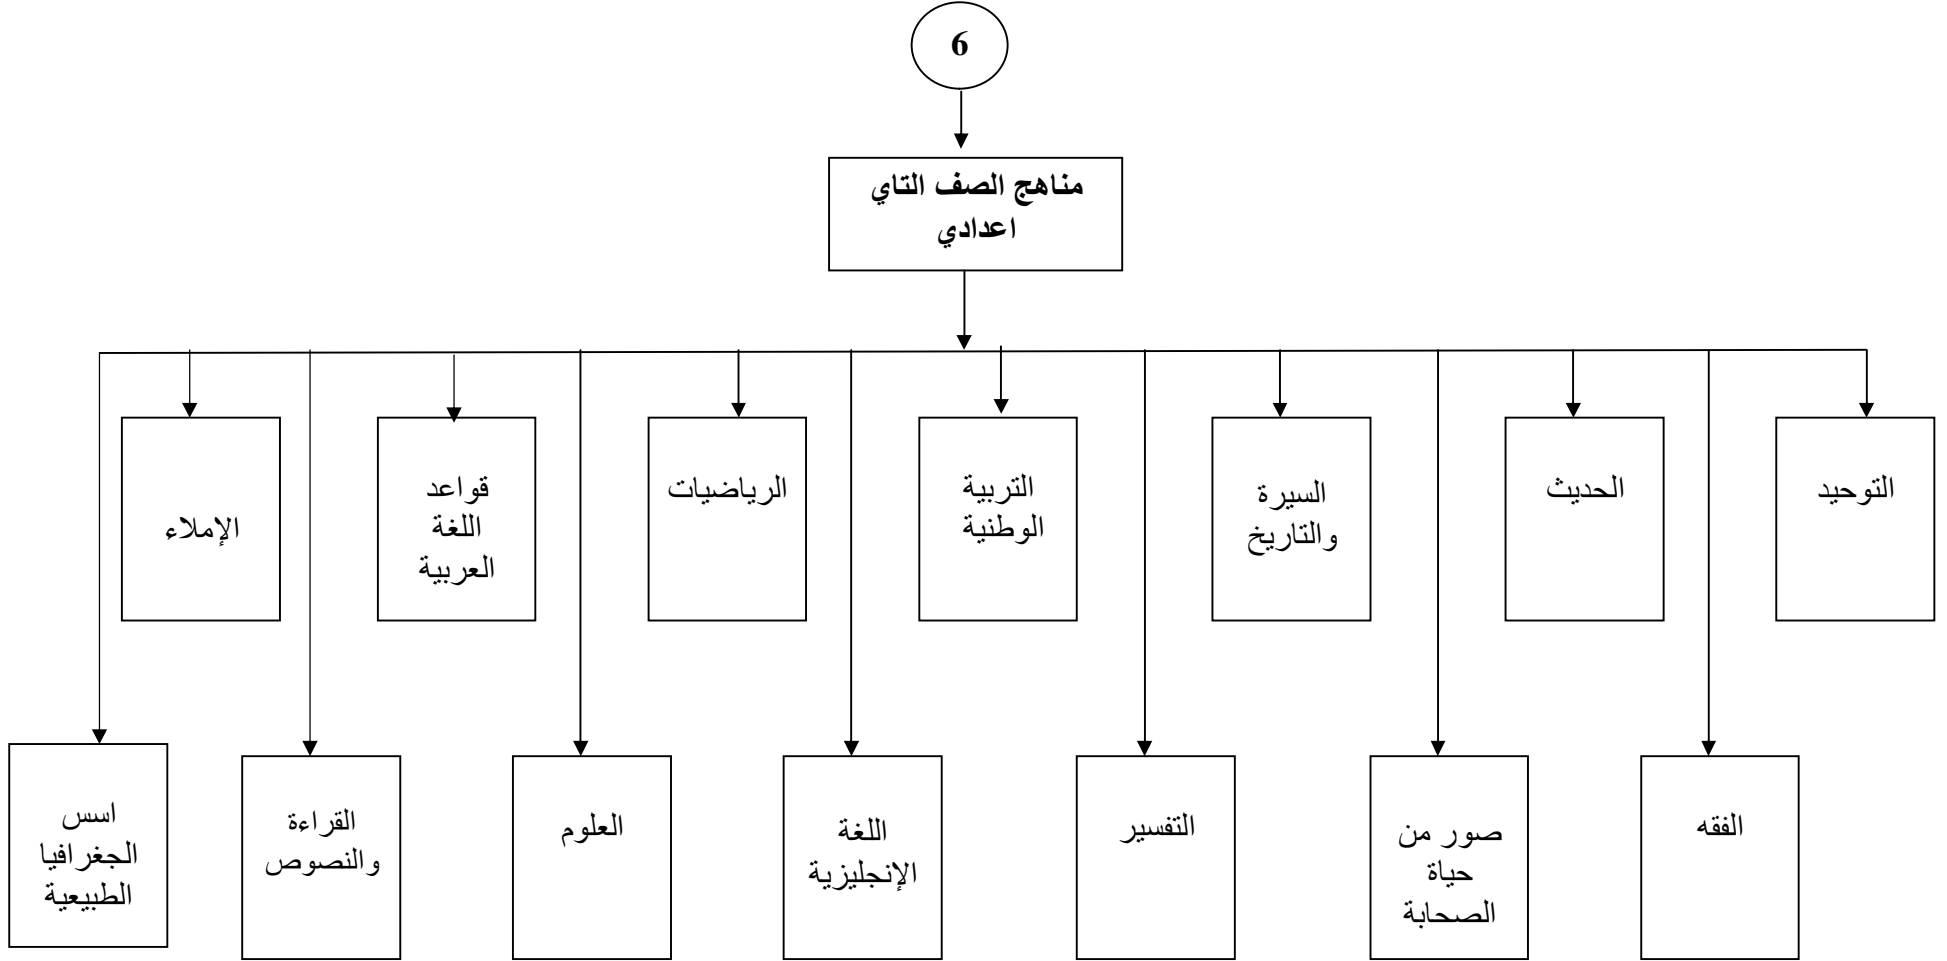 6
مناهج الصف التاي
اعدادي
التوحيد
الحديث
السيرة
والتاريخ
التربية
الوطنية
الرياضيات
قواعد
اللغة
العربية
الإملاء
الفقه
صور من
حياة
الصحابة
التفسير
اللغة
الإنجليزية
العلوم
القراءة
والنصوص
اسس
الجغرافيا
الطبيعية